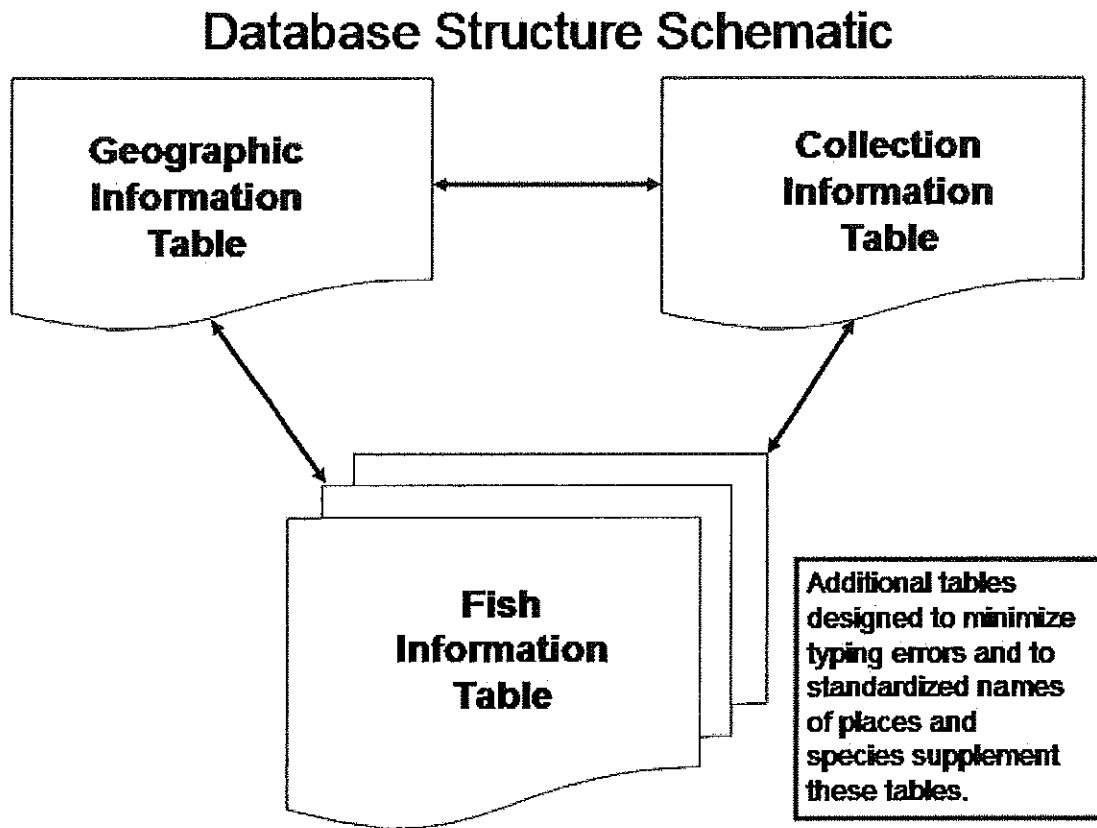 Database Structure Schematic
Geographic
Information
Table
Collection
Information
Table
Fish
Information
Table
Additional tables
designed to minimize
typing errors and to
standardized names
of places and
species supplement
these tables.